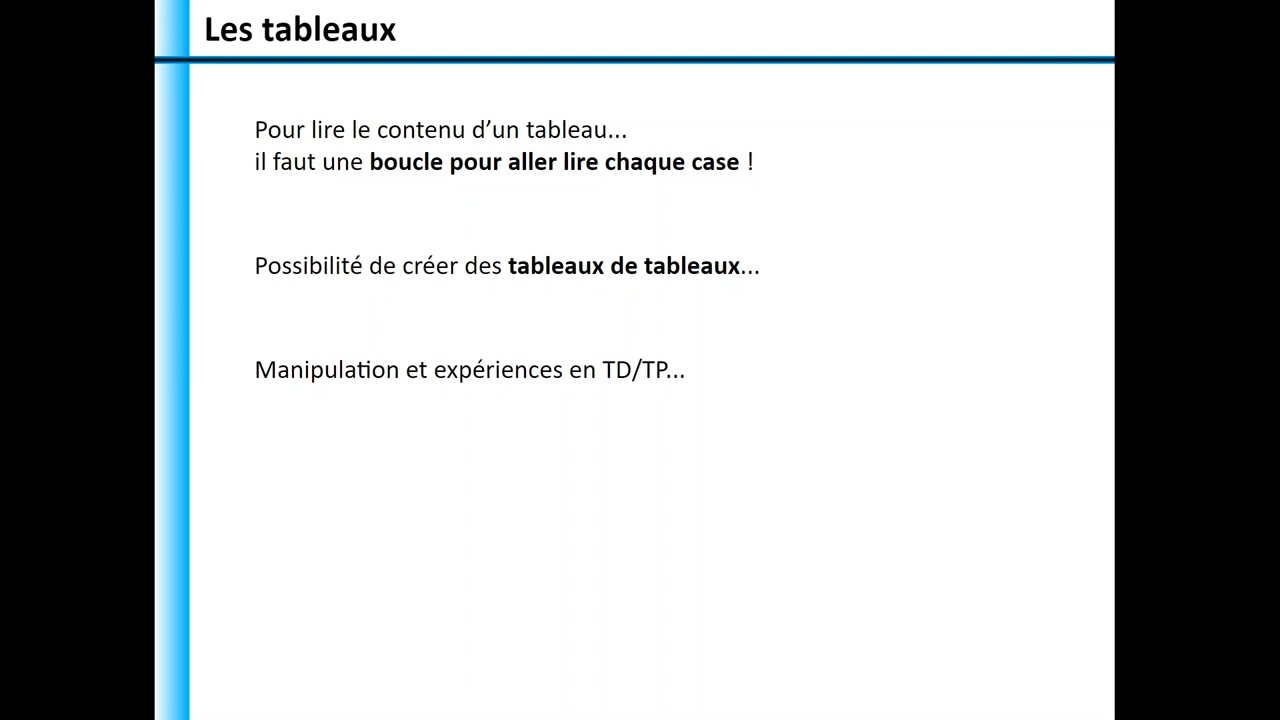 Les tableaux
Pour lire le contenu d’un tableau...
il faut une boucle pour aller lire chaque case !
Possibilité de créer des tableaux de tableaux...
Manipulation et expériences en TD/TP...